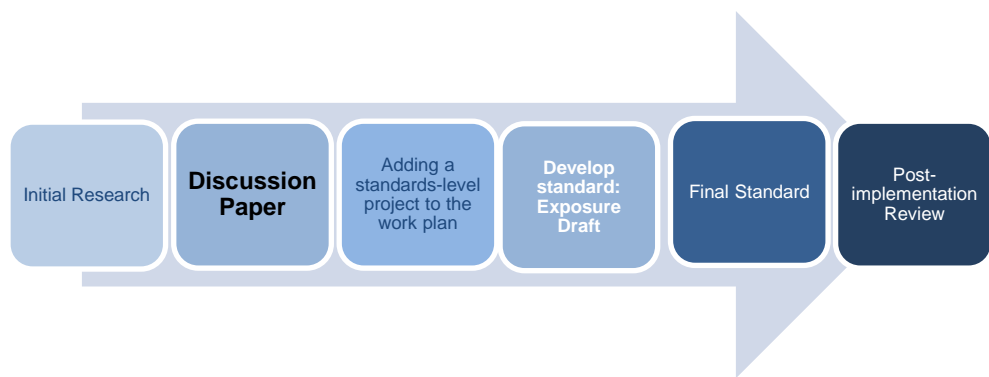 Initial Research
Discussion
Paper
Adding a
standards-level
project to the
work plan
Develop
standard:
Exposure
Draft
Final Standard
Post-
implementation
Review